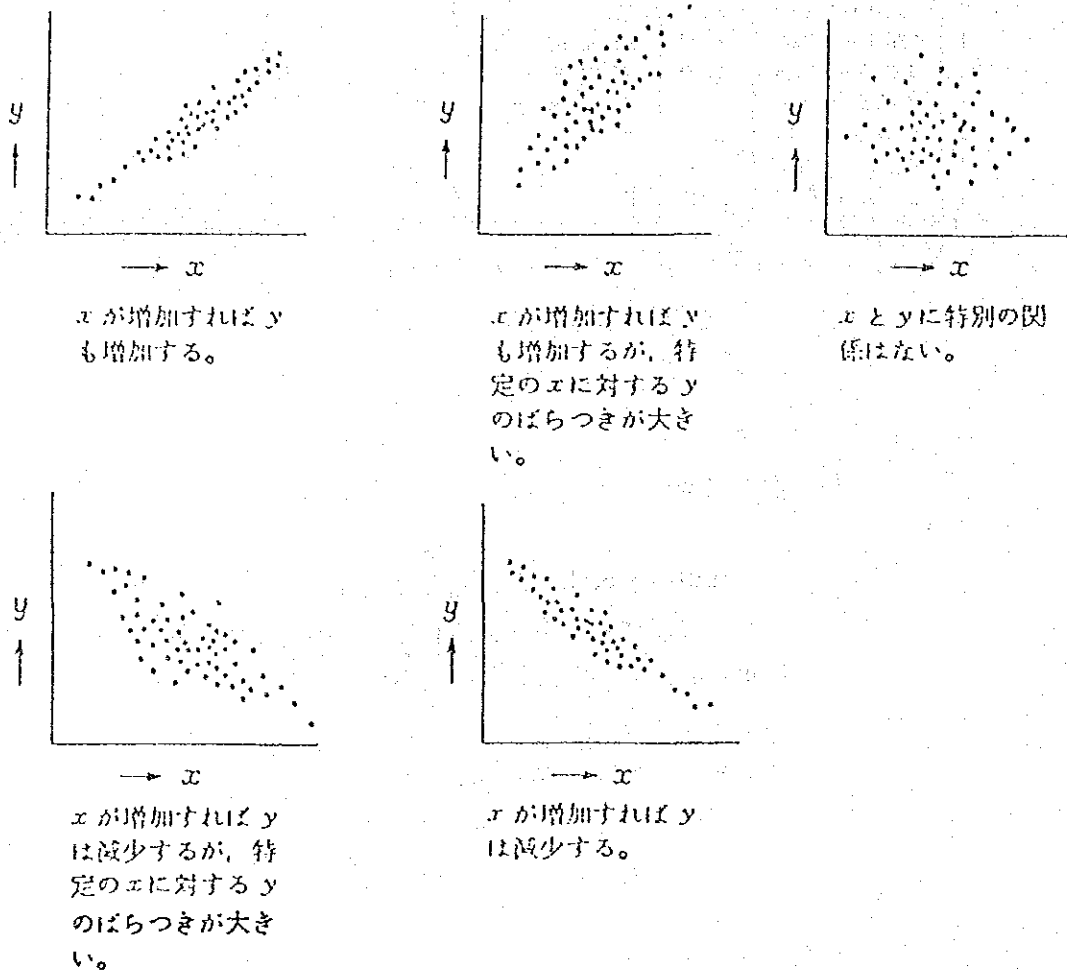 y
x
x が増加すれば y
も増加する。
y
x
x が増加すれば y
も増加するが, 特
定の x に対する y
のばらつきが大き
い。
y
x
x と y に特別の関
係はない。
y
x
x が増加すれば y
は減少するが, 特
定の x に対する y
のばらつきが大き
い。
y
x
x が増加すれば y
は減少する。